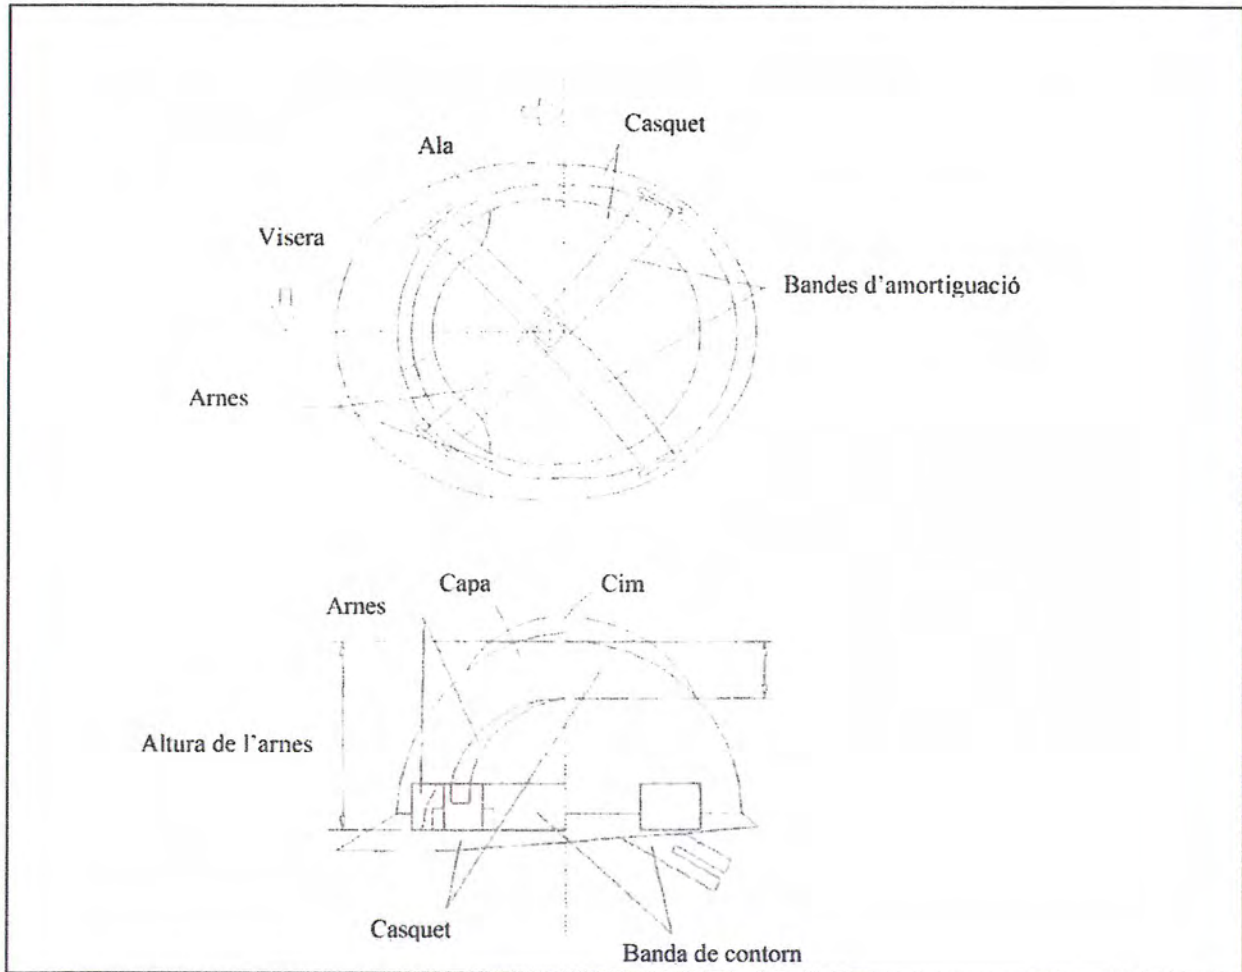 Casquet
Ala
Visera
Bandes d'amortiguació
Arnes
Capa
Cim
Arnes
Altura de l'arnes
Casquet
Banda de contorn